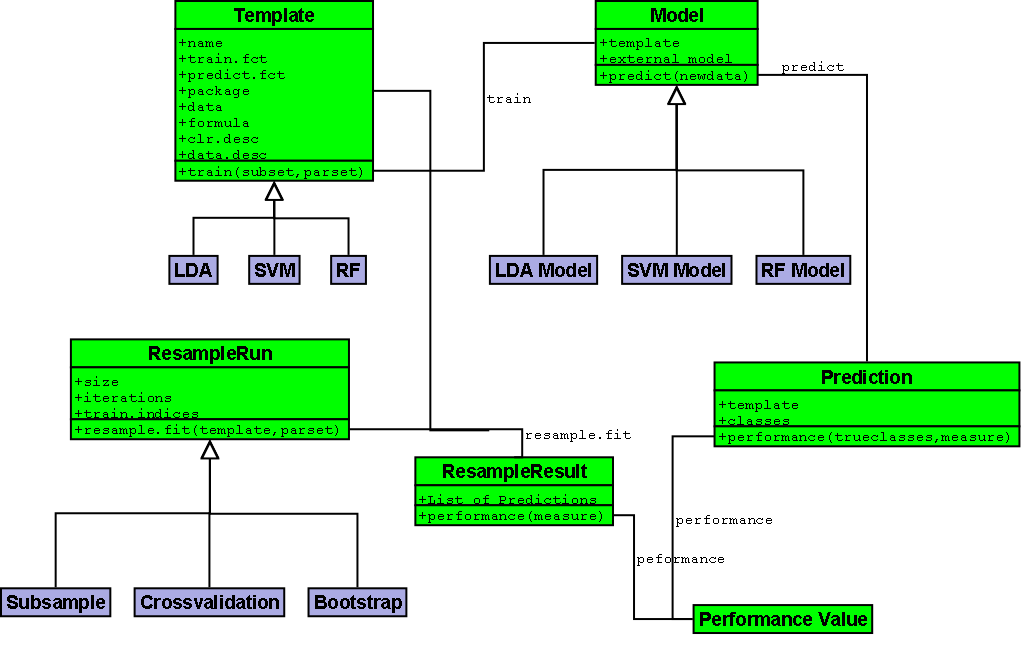 Template
+name
+train.fct
+predict.fct
+package
+data
+formula
+clr.desc
+data.desc
+train(subset,parset)
Model
+template
+external_model
+predict(newdata)
predict
train
LDA
SVM
RF
LDA Model
SVM Model
RF Model
ResampleRun
+size
+iterations
+train.indices
+resample.fit(template,parset)
Prediction
+template
+classes
+performance(trueclasses,measure)
resample.fit
ResampleResult
+List of Predictions
+performance(measure)
performance
peformance
Subsample
Crossvalidation
Bootstrap
Performance Value